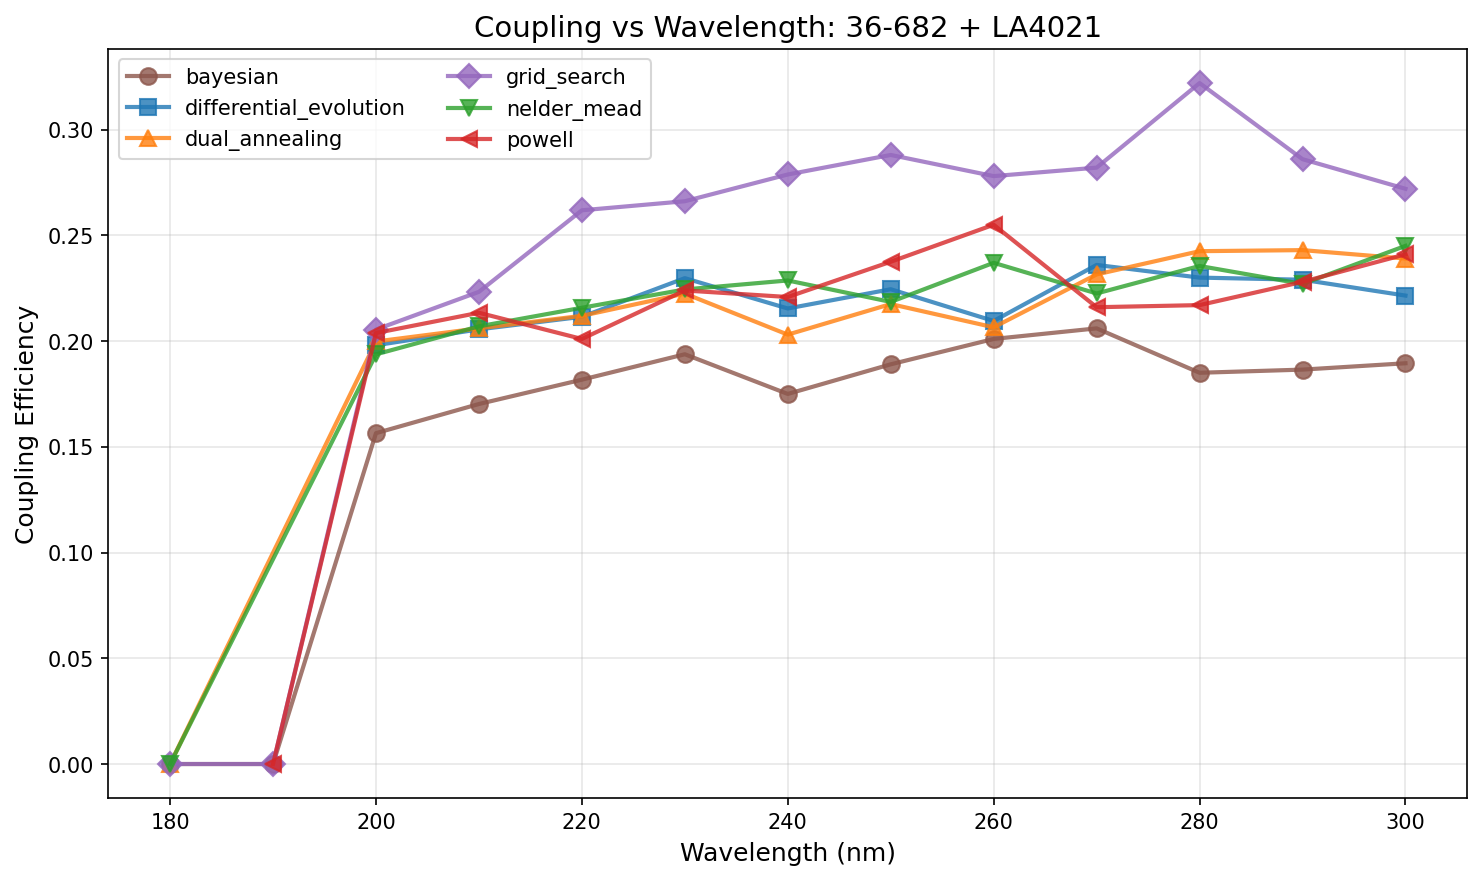 Coupling vs Wavelength: 36-682 + LA4021
bayesian
differential_evolution
dual_annealing
grid_search
nelder_mead
powell
Coupling Efficiency
0.30
0.25
0.20
0.15
0.10
0.05
0.00
180 200 220 240 260 280 300
Wavelength (nm)